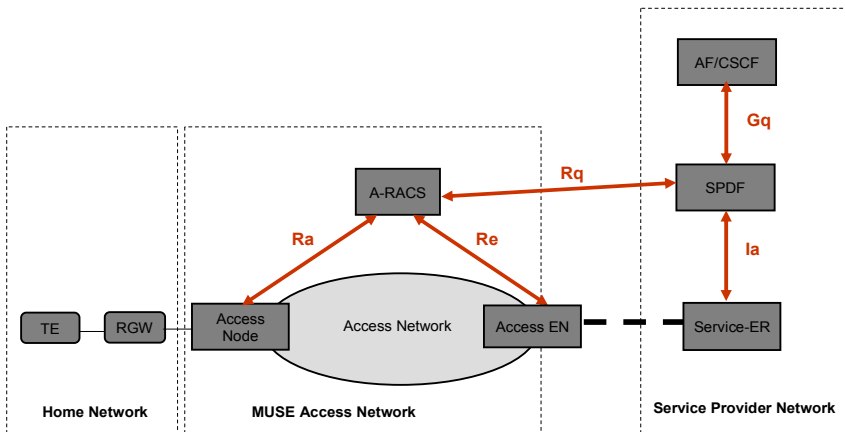 AF/CSCF
Gq
Rq
SPDF
A-RACS
Ra
Re
Ia
TE
RGW
Access
Node
Access Network
Access EN
Service-ER
Home Network
MUSE Access Network
Service Provider Network